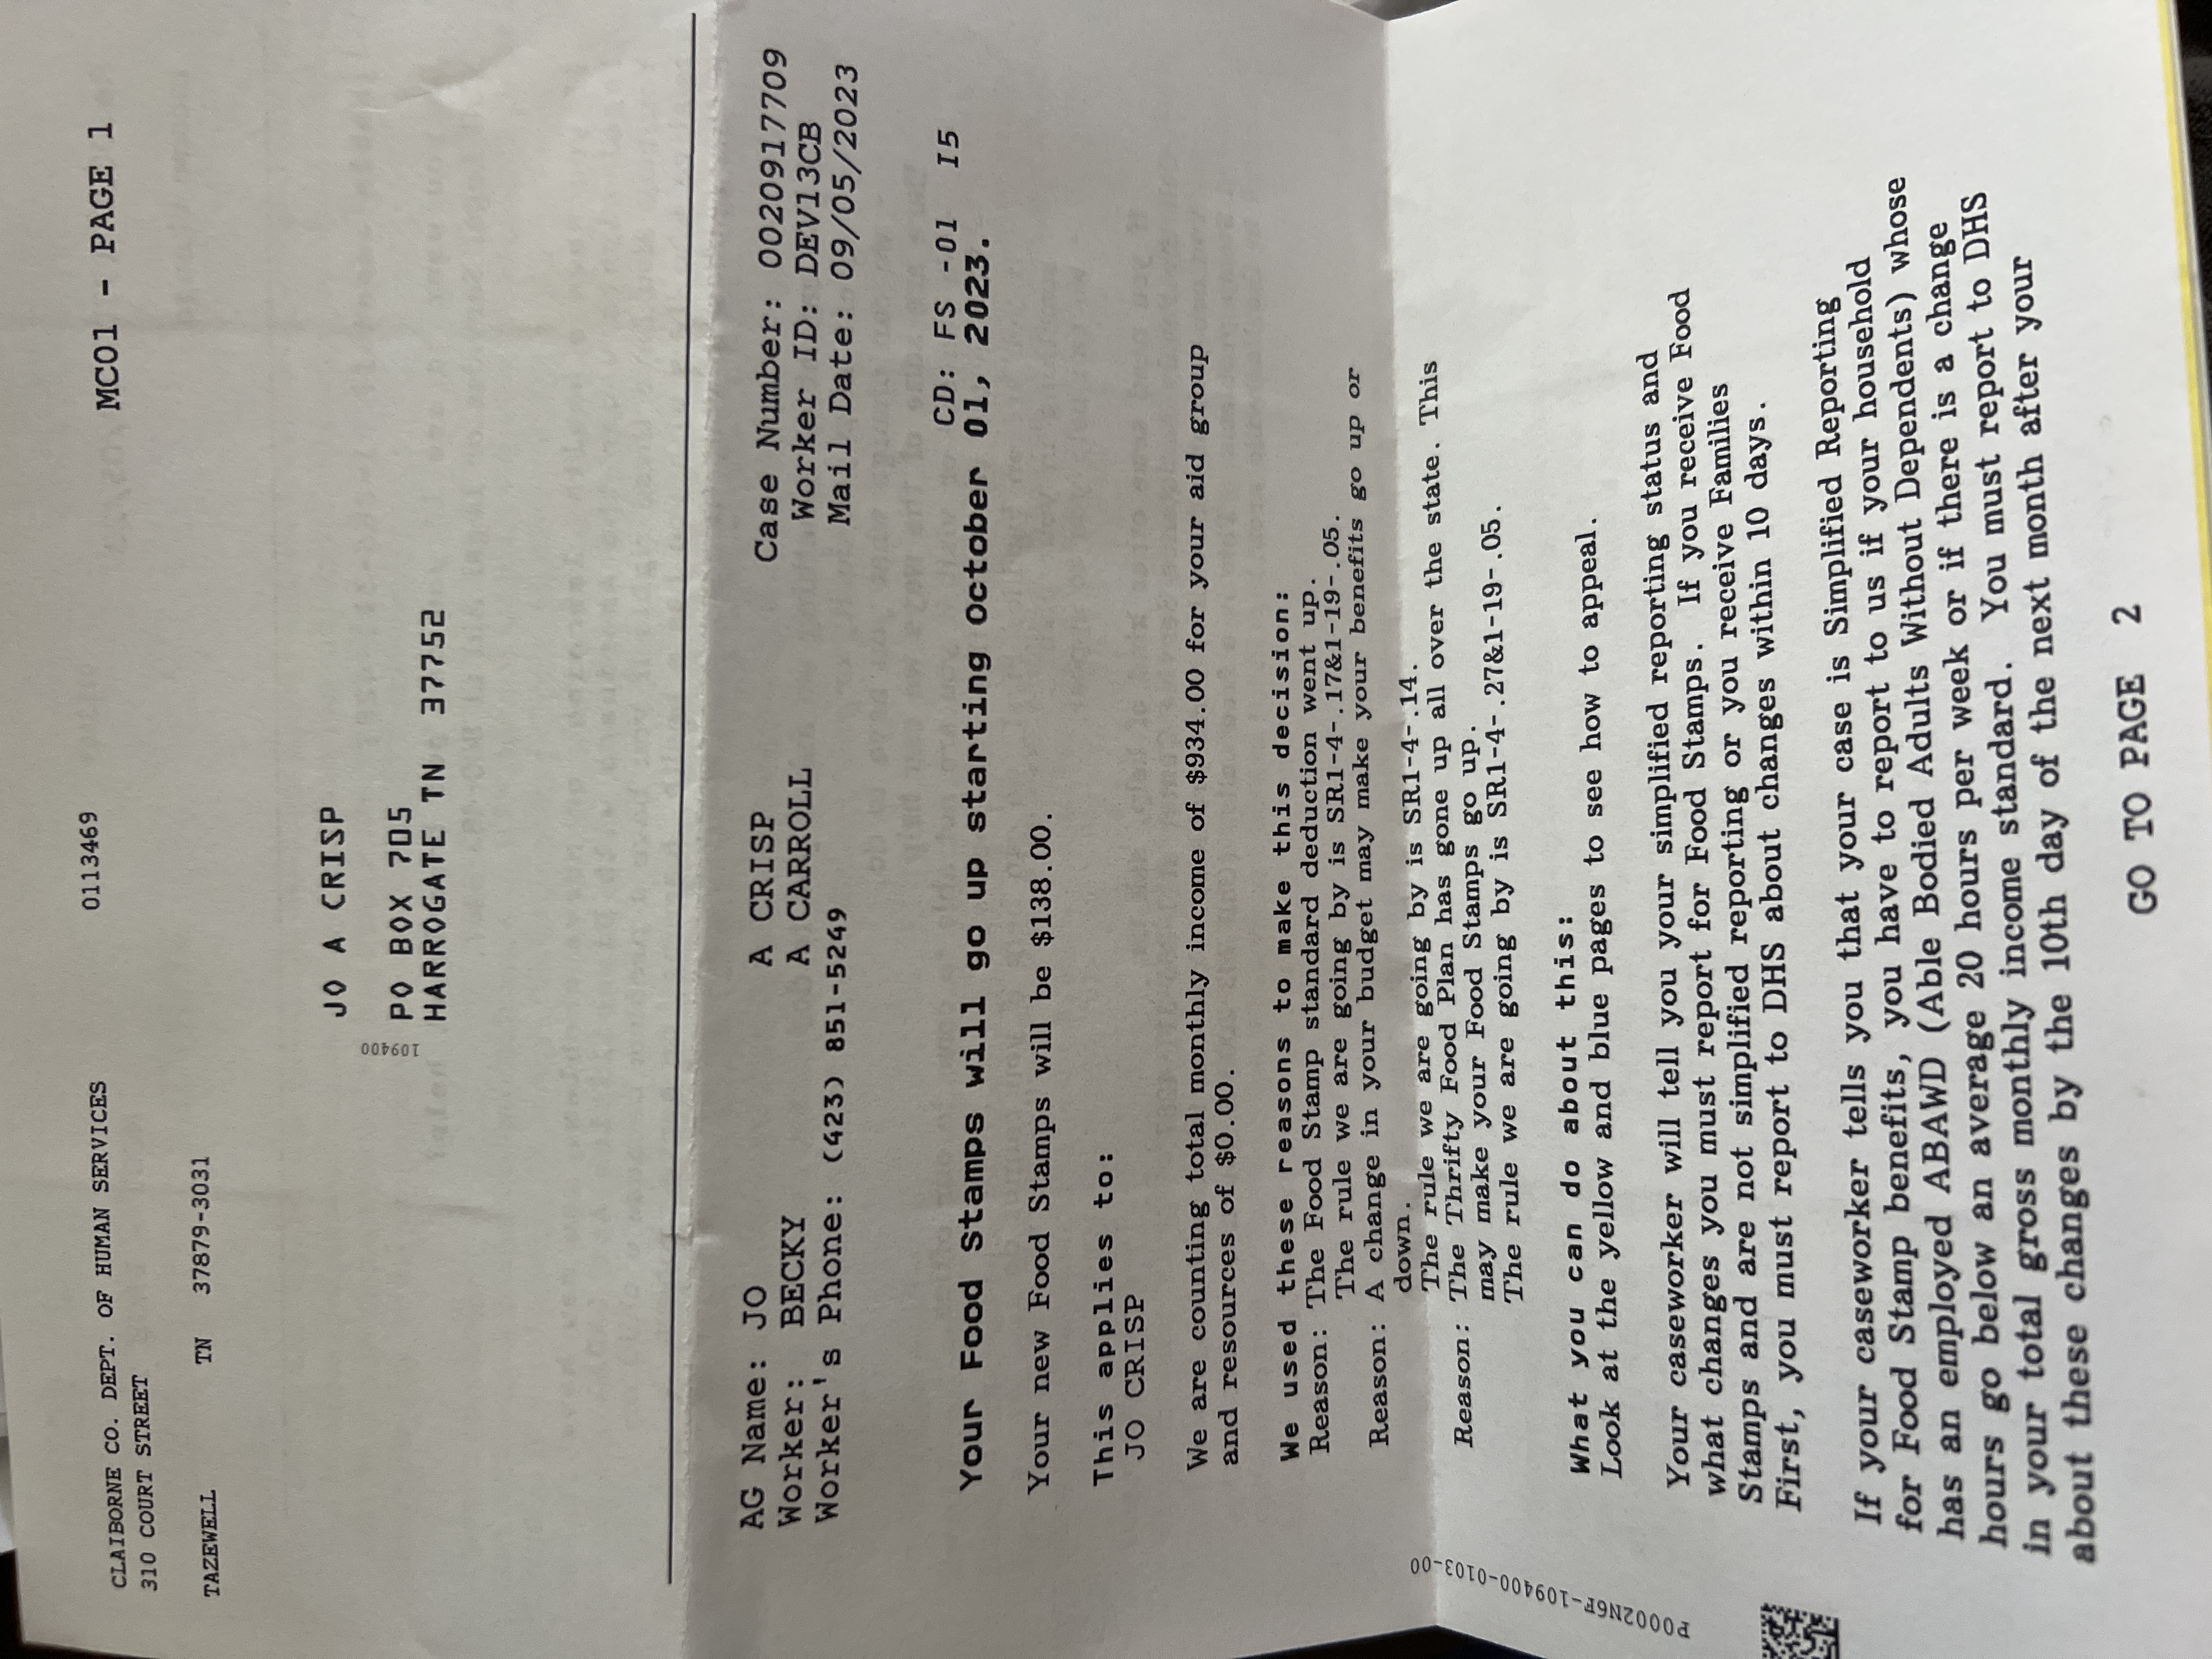 CLAIBORNE CO. DEPT. OF HUMAN SERVICES 0113469 MC01 - PAGE 1
310 COURT STREET
TAZEWELL TN 37879-3031
JO A CRISP
109400
PO BOX 705
HARROGATE TN 37752
AG Name: JO A CRISP Case Number: 0020917709
Worker: BECKY A CARROLL Worker ID: DEV13CB
Worker's Phone: (423) 851-5249 Mail Date: 09/05/2023
CD: FS -01 I5
Your Food Stamps will go up starting October 01, 2023.
Your new Food Stamps will be $138.00.
This applies to:
JO CRISP
We are counting total monthly income of $934.00 for your aid group
and resources of $0.00.
We used these reasons to make this decision:
Reason: The Food Stamp standard deduction went up.
The rule we are going by is SR1-4-.17&1-19-.05.
Reason: A change in your budget may make your benefits go up or
down.
The rule we are going by is SR1-4-.14.
Reason: The Thrifty Food Plan has gone up all over the state. This
may make your Food Stamps go up.
The rule we are going by is SR1-4-.27&1-19-.05.
What you can do about this:
Look at the yellow and blue pages to see how to appeal.
Your caseworker will tell you your simplified reporting status and
what changes you must report for Food Stamps. If you receive Food
Stamps and are not simplified reporting or you receive Families
First, you must report to DHS about changes within 10 days.
If your caseworker tells you that your case is Simplified Reporting
for Food Stamp benefits, you have to report to us if your household
has an employed ABAWD (Able Bodied Adults Without Dependents) whose
hours go below an average 20 hours per week or if there is a change
in your total gross monthly income standard. You must report to DHS
about these changes by the 10th day of the next month after your
GO TO PAGE 2
P0002N6F-109400-0103-00